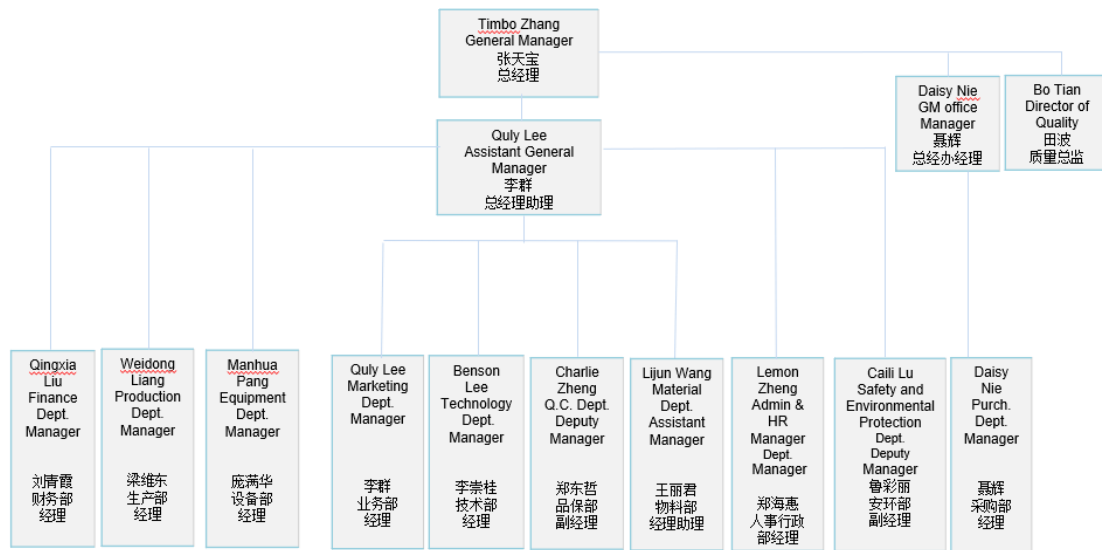 Timbo Zhang
General Manager
张天宝
总经理
Daisy Nie
GM office
Manager
聂辉
总经办经理
Bo Tian
Director of
Quality
田波
质量总监
Quly Lee
Assistant General
Manager
李群
总经理助理
Qingxia
Liu
Finance
Dept.
Manager
刘青霞
财务部
经理
Weidong
Liang
Production
Dept.
Manager
梁维东
生产部
经理
Manhua
Pang
Equipment
Dept.
Manager
庞满华
设备部
经理
Quly Lee
Marketing
Dept.
Manager
李群
业务部
经理
Benson
Lee
Technology
Dept.
Manager
李崇桂
技术部
经理
Charlie
Zheng
Q.C. Dept.
Deputy
Manager
郑东哲
品保部
副经理
Lijun Wang
Material
Dept.
Assistant
Manager
王丽君
物料部
经理助理
Lemon
Zheng
Admin &
HR
Manager
Dept.
Manager
郑海惠
人事行政
部经理
Caili Lu
Safety and
Environmental
Protection
Dept.
Deputy
Manager
鲁彩丽
安环部
副经理
Daisy
Nie
Purch.
Dept.
Manager
聂辉
采购部
经理